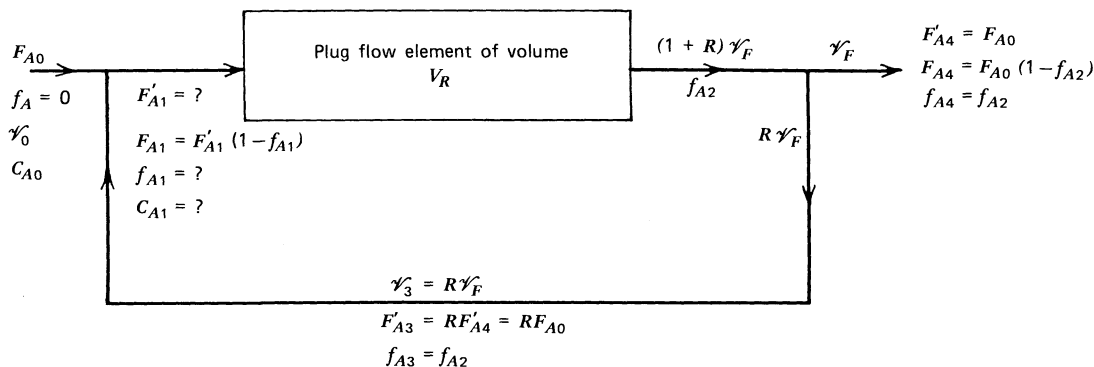 F_{A0}
f_A = 0
𝒱_0
C_{A0}
F'_{A1} = ?
F_{A1} = F'_{A1} (1−f_{A1})
f_{A1} = ?
C_{A1} = ?
Plug flow element of volume
V_R
(1 + R) 𝒱_F
f_{A2}
𝒱_F
R𝒱_F
F'_{A4} = F_{A0}
F_{A4} = F_{A0} (1−f_{A2})
f_{A4} = f_{A2}
𝒱_3 = R𝒱_F
F'_{A3} = RF'_{A4} = RF_{A0}
f_{A3} = f_{A2}